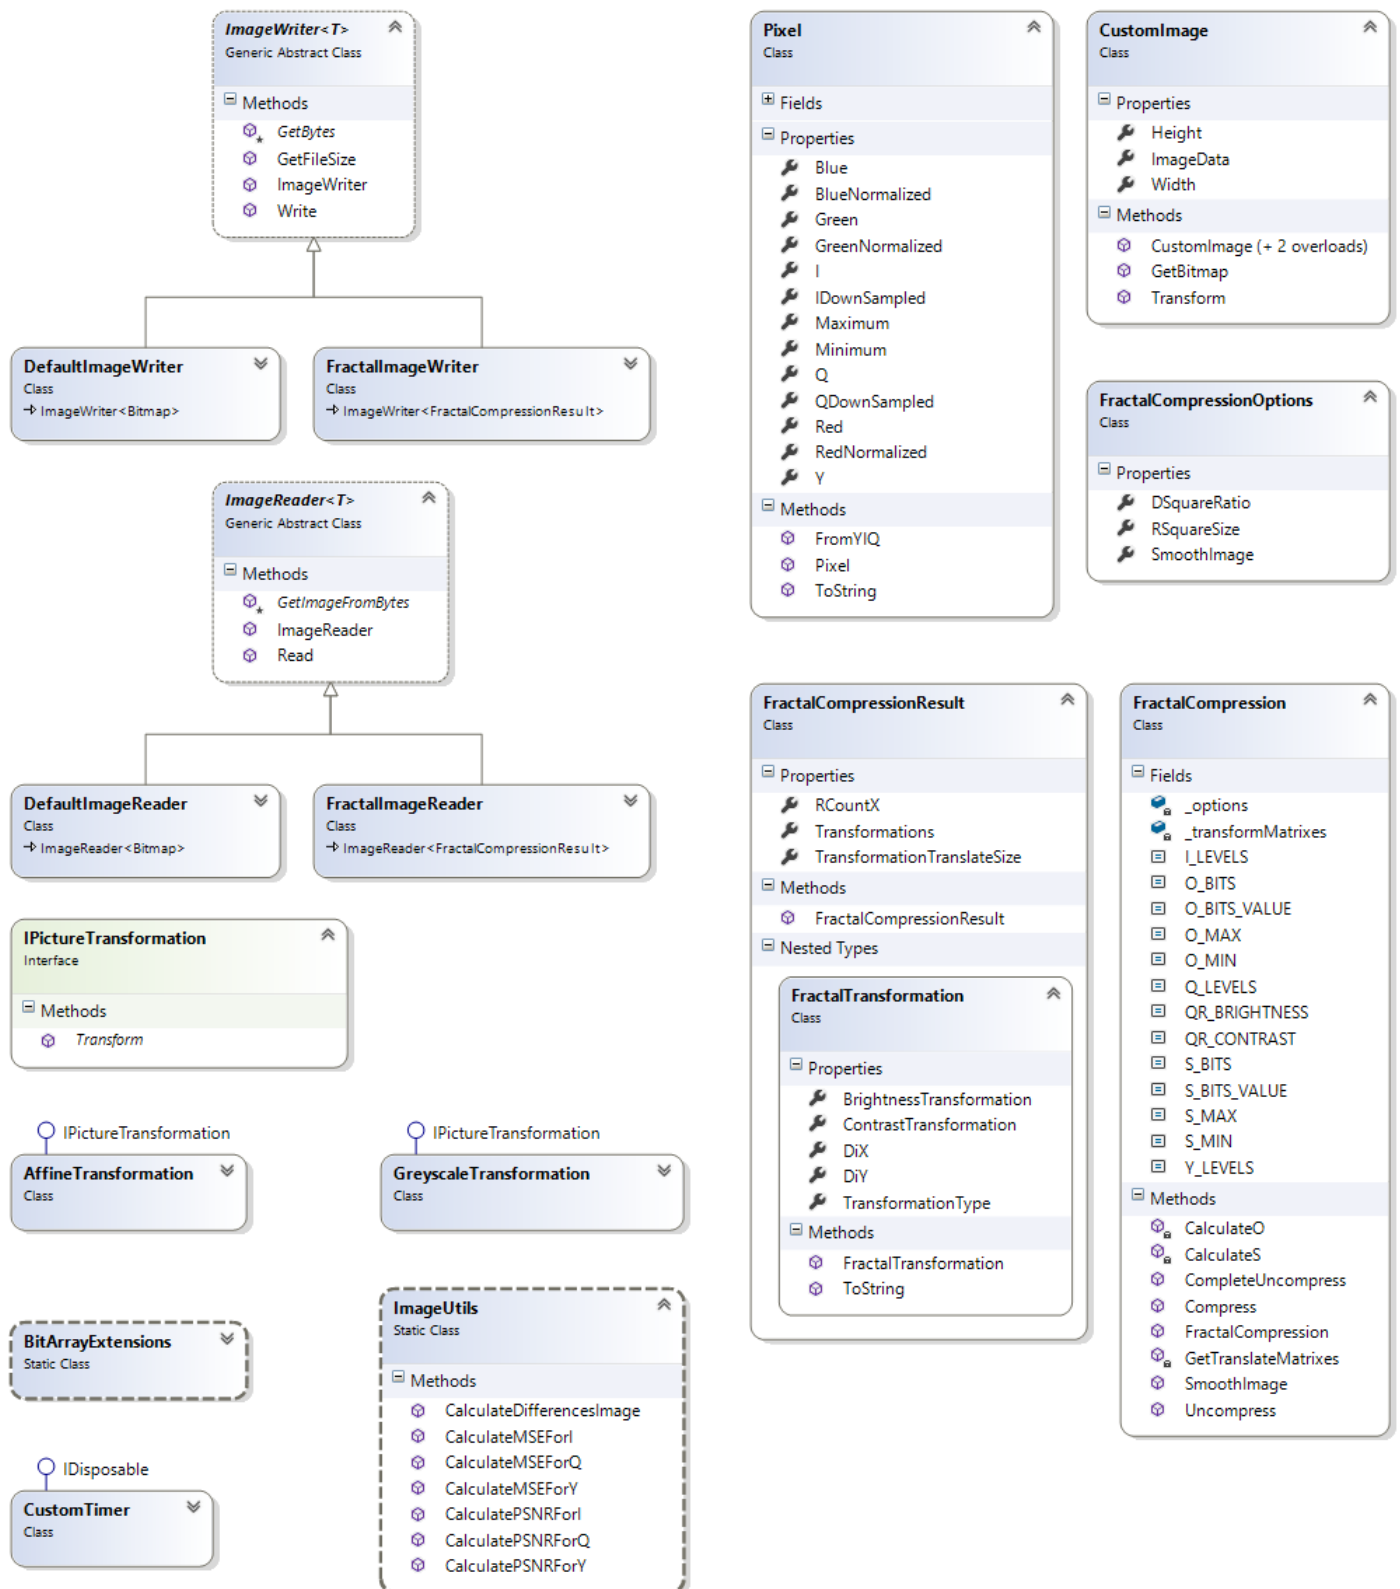 ImageWriter<T>
Generic Abstract Class
Methods
GetBytes
GetFileSize
ImageWriter
Write
DefaultImageWriter
Class
ImageWriter<Bitmap>
FractalImageWriter
Class
ImageWriter<FractalCompressionResult>
ImageReader<T>
Generic Abstract Class
Methods
GetImageFromBytes
ImageReader
Read
DefaultImageReader
Class
ImageReader<Bitmap>
FractalImageReader
Class
ImageReader<FractalCompressionResult>
IPictureTransformation
Interface
Methods
Transform
IPictureTransformation
AffineTransformation
Class
IPictureTransformation
GreyscaleTransformation
Class
BitArrayExtensions
Static Class
IDisposable
CustomTimer
Class
ImageUtils
Static Class
Methods
CalculateDifferencesImage
CalculateMSEForI
CalculateMSEForQ
CalculateMSEForY
CalculatePSNRForI
CalculatePSNRForQ
CalculatePSNRForY
Pixel
Class
Fields
Properties
Blue
BlueNormalized
Green
GreenNormalized
I
IDownSampled
Maximum
Minimum
Q
QDownSampled
Red
RedNormalized
Y
Methods
FromYIQ
Pixel
ToString
CustomImage
Class
Properties
Height
ImageData
Width
Methods
CustomImage (+ 2 overloads)
GetBitmap
Transform
FractalCompressionOptions
Class
Properties
DSquareRatio
RSquareSize
SmoothImage
FractalCompressionResult
Class
Properties
RCountX
Transformations
TransformationTranslateSize
Methods
FractalCompressionResult
Nested Types
FractalTransformation
Class
Properties
BrightnessTransformation
ContrastTransformation
DiX
DiY
TransformationType
Methods
FractalTransformation
ToString
FractalCompression
Class
Fields
_options
_transformMatrixes
I_LEVELS
O_BITS
O_BITS_VALUE
O_MAX
O_MIN
Q_LEVELS
QR_BRIGHTNESS
QR_CONTRAST
S_BITS
S_BITS_VALUE
S_MAX
S_MIN
Y_LEVELS
Methods
CalculateO
CalculateS
CompleteUncompress
Compress
FractalCompression
GetTranslateMatrixes
SmoothImage
Uncompress